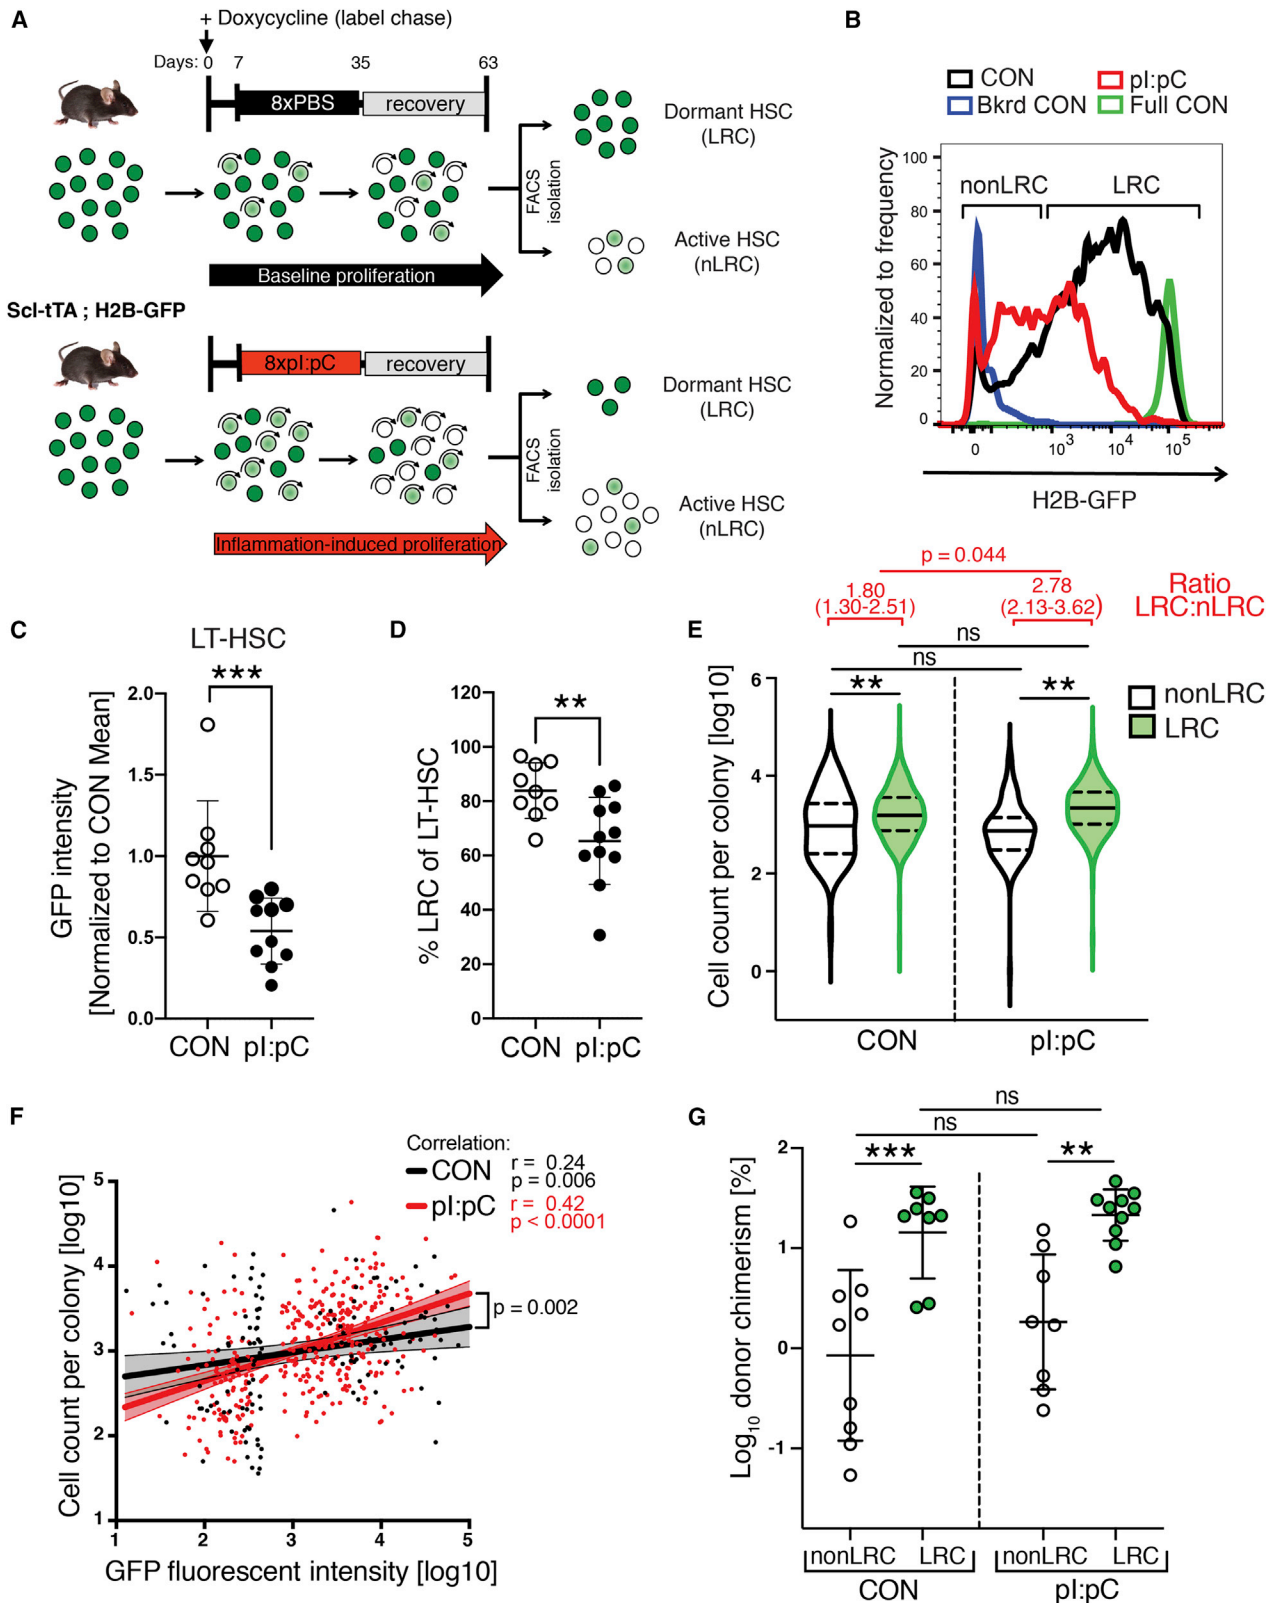 A
+ Doxycycline (label chase)
Days: 0 7 35 63
8xPBS recovery
FACS isolation
Dormant HSC
(LRC)
Active HSC
(nLRC)
Baseline proliferation
Scl-tTA ; H2B-GFP
8xpI:pC recovery
FACS isolation
Dormant HSC
(LRC)
Active HSC
(nLRC)
Inflammation-induced proliferation
B
CON pI:pC
Bkrd CON Full CON
Normalized to frequency
100
80
60
40
20
0
nonLRC LRC
0 10³ 10⁴ 10⁵
H2B-GFP
C
LT-HSC
***
GFP intensity
[Normalized to CON Mean]
2.0
1.5
1.0
0.5
0.0
CON pI:pC
D
**
% LRC of LT-HSC
120
100
80
60
40
20
0
CON pI:pC
E
p = 0.044
1.80
(1.30-2.51)
2.78
(2.13-3.62)
Ratio
LRC:nLRC
ns
ns
** **
nonLRC
LRC
Cell count per colony [log10]
6
4
2
0
CON pI:pC
F
Correlation:
CON r = 0.24
p = 0.006
pI:pC r = 0.42
p < 0.0001
p = 0.002
Cell count per colony [log10]
5
4
3
2
1
1 2 3 4 5
GFP fluorescent intensity [log10]
G
ns
ns
*** **
Log₁₀ donor chimerism [%]
2
1
0
-1
nonLRC LRC nonLRC LRC
CON pI:pC